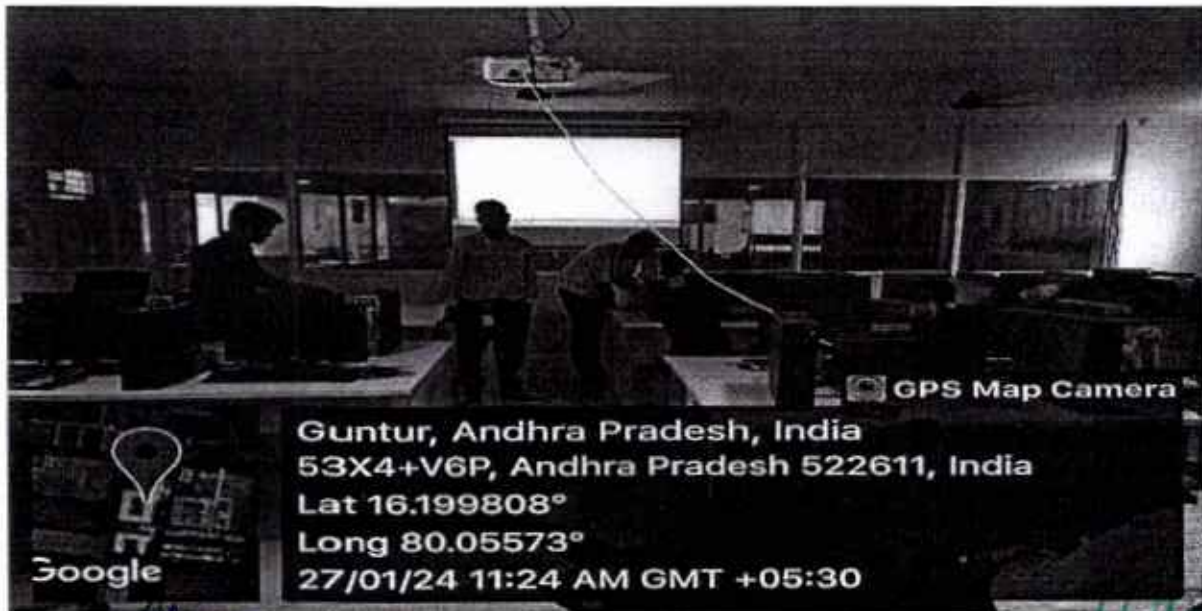 GPS Map Camera
Guntur, Andhra Pradesh, India
53X4+V6P, Andhra Pradesh 522611, India
Lat 16.199808°
Long 80.05573°
27/01/24 11:24 AM GMT +05:30
Google